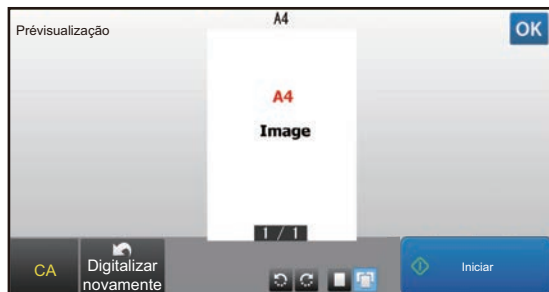 A4
Prévisualização
OK
A4
Image
1 / 1
CA
Digitalizar
novamente
Iniciar